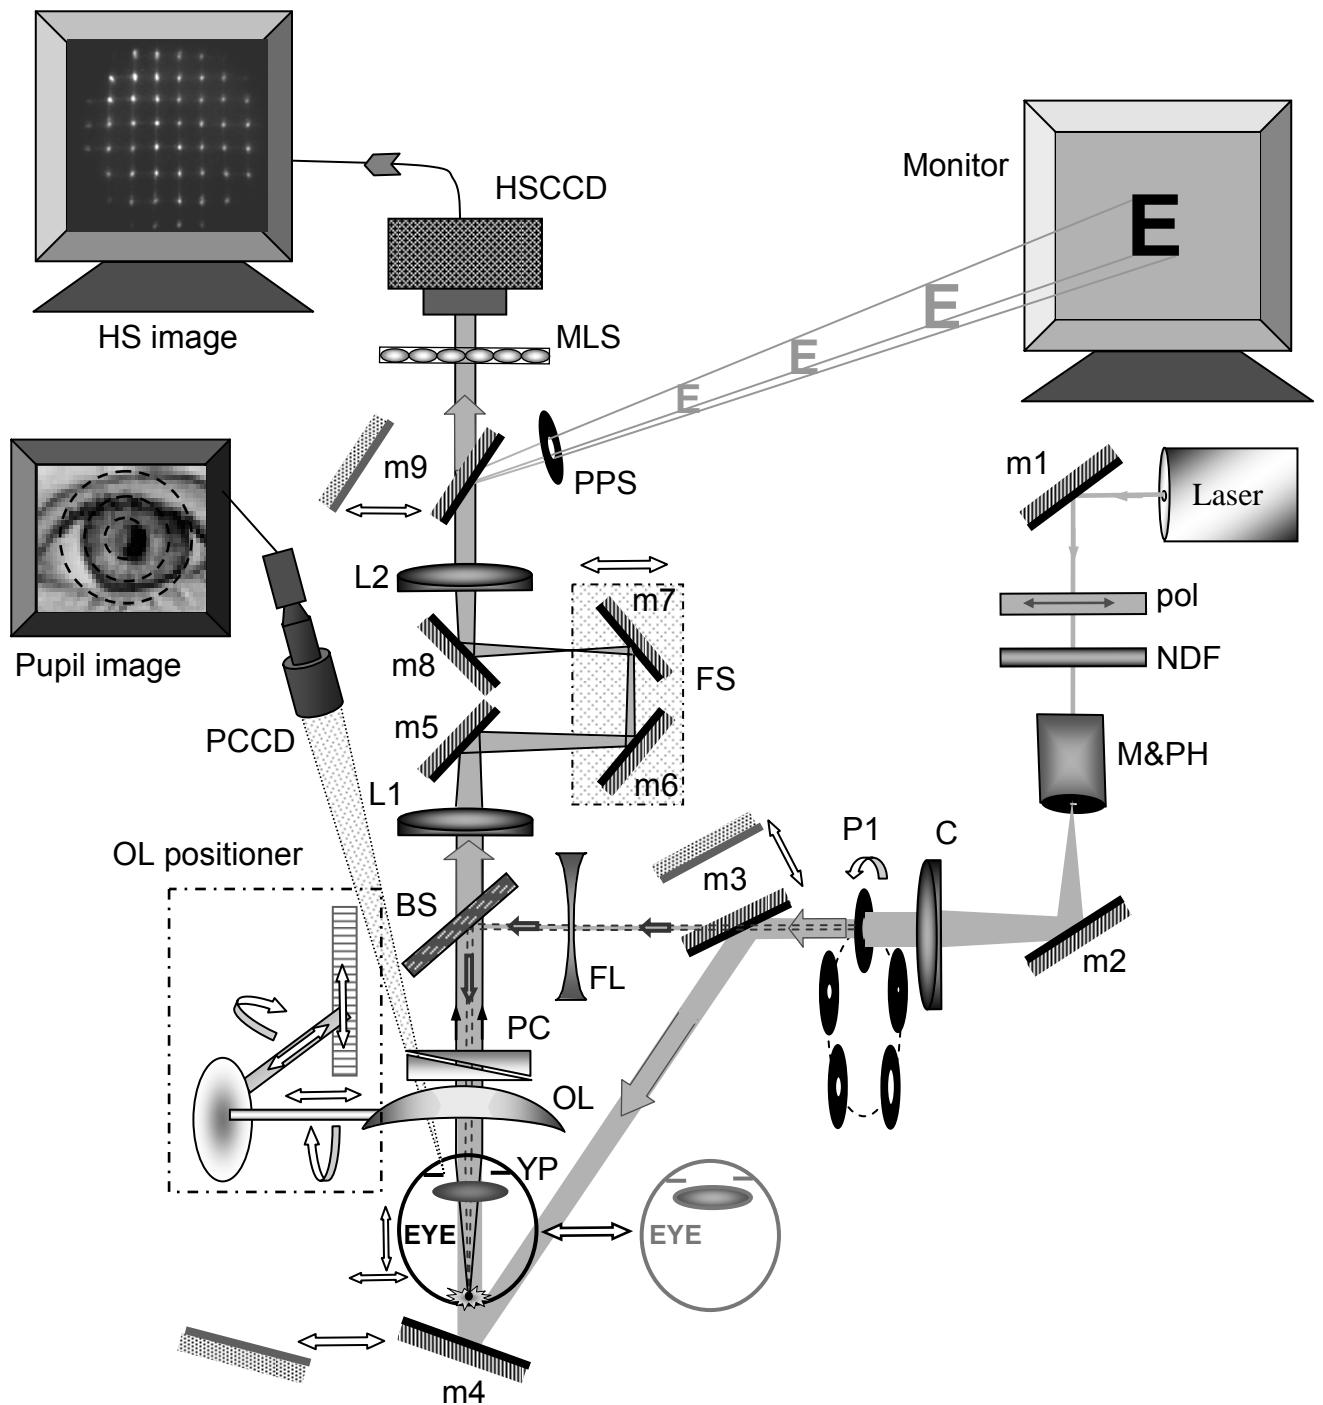 HSCCD
Monitor
E
HS image
MLS
E
E
E
m9
PPS
m1
Laser
L2
m7
pol
Pupil image
m8
FS
NDF
PCCD
m5
m6
M&PH
L1
OL positioner
P1
C
m3
BS
FL
m2
PC
OL
YP
EYE
EYE
m4